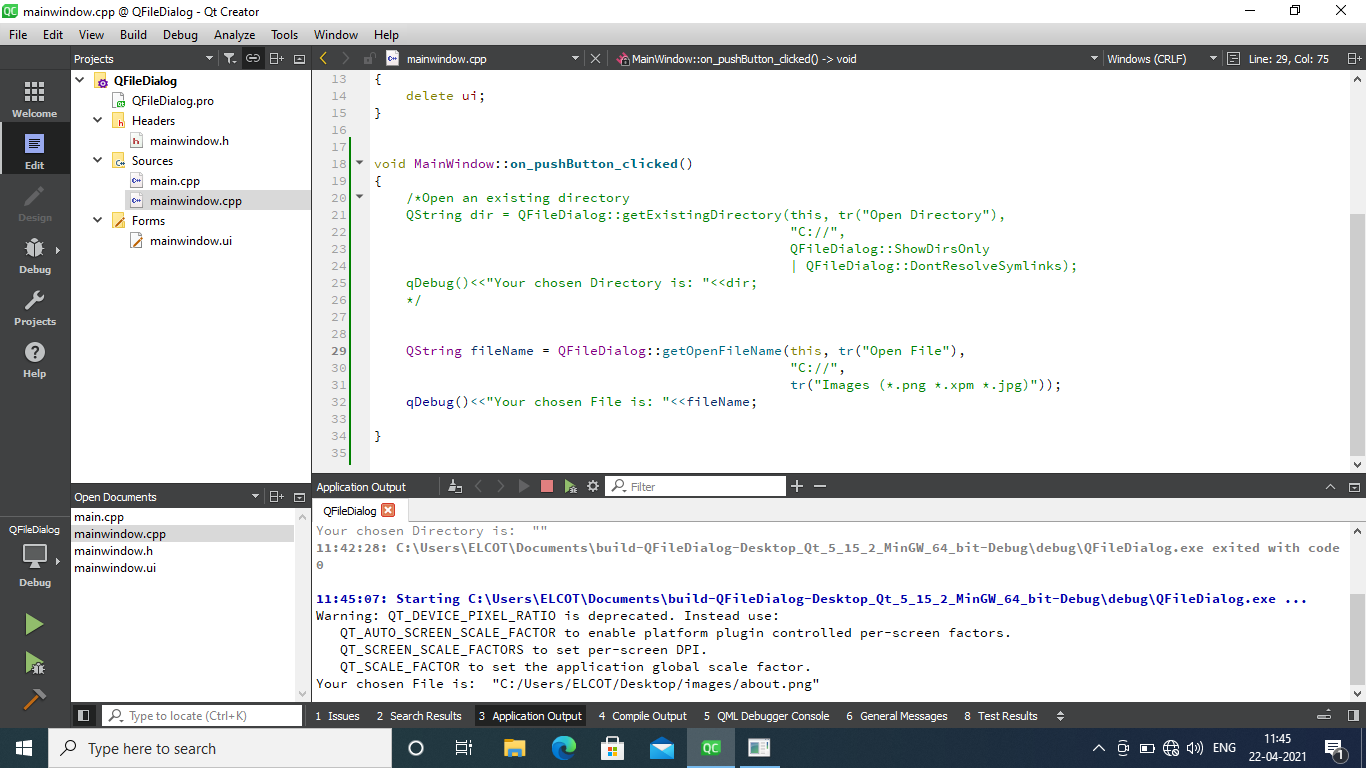 mainwindow.cpp @ QFileDialog - Qt Creator
File Edit View Build Debug Analyze Tools Window Help
Projects
mainwindow.cpp
MainWindow::on_pushButton_clicked() -> void
Windows (CRLF)
Line: 29, Col: 75
Welcome
Edit
Design
Debug
Projects
Help
QFileDialog
Debug
QFileDialog
QFileDialog.pro
Headers
mainwindow.h
Sources
main.cpp
mainwindow.cpp
Forms
mainwindow.ui
Open Documents
main.cpp
mainwindow.cpp
mainwindow.h
mainwindow.ui
13 {
14     delete ui;
15 }
16
17
18 void MainWindow::on_pushButton_clicked()
19 {
20     /*Open an existing directory
21     QString dir = QFileDialog::getExistingDirectory(this, tr("Open Directory"),
22                                                     "C://",
23                                                     QFileDialog::ShowDirsOnly
24                                                     | QFileDialog::DontResolveSymlinks);
25     qDebug()<<"Your chosen Directory is: "<<dir;
26     */
27
28
29     QString fileName = QFileDialog::getOpenFileName(this, tr("Open File"),
30                                                     "C://",
31                                                     tr("Images (*.png *.xpm *.jpg)"));
32     qDebug()<<"Your chosen File is: "<<fileName;
33
34 }
35
Application Output
Filter
QFileDialog
Your chosen Directory is:  ""
11:42:28: C:\Users\ELCOT\Documents\build-QFileDialog-Desktop_Qt_5_15_2_MinGW_64_bit-Debug\debug\QFileDialog.exe exited with code
0
11:45:07: Starting C:\Users\ELCOT\Documents\build-QFileDialog-Desktop_Qt_5_15_2_MinGW_64_bit-Debug\debug\QFileDialog.exe ...
Warning: QT_DEVICE_PIXEL_RATIO is deprecated. Instead use:
   QT_AUTO_SCREEN_SCALE_FACTOR to enable platform plugin controlled per-screen factors.
   QT_SCREEN_SCALE_FACTORS to set per-screen DPI.
   QT_SCALE_FACTOR to set the application global scale factor.
Your chosen File is:  "C:/Users/ELCOT/Desktop/images/about.png"
Type to locate (Ctrl+K)
1 Issues 2 Search Results 3 Application Output 4 Compile Output 5 QML Debugger Console 6 General Messages 8 Test Results
Type here to search
QC
ENG
11:45
22-04-2021
1